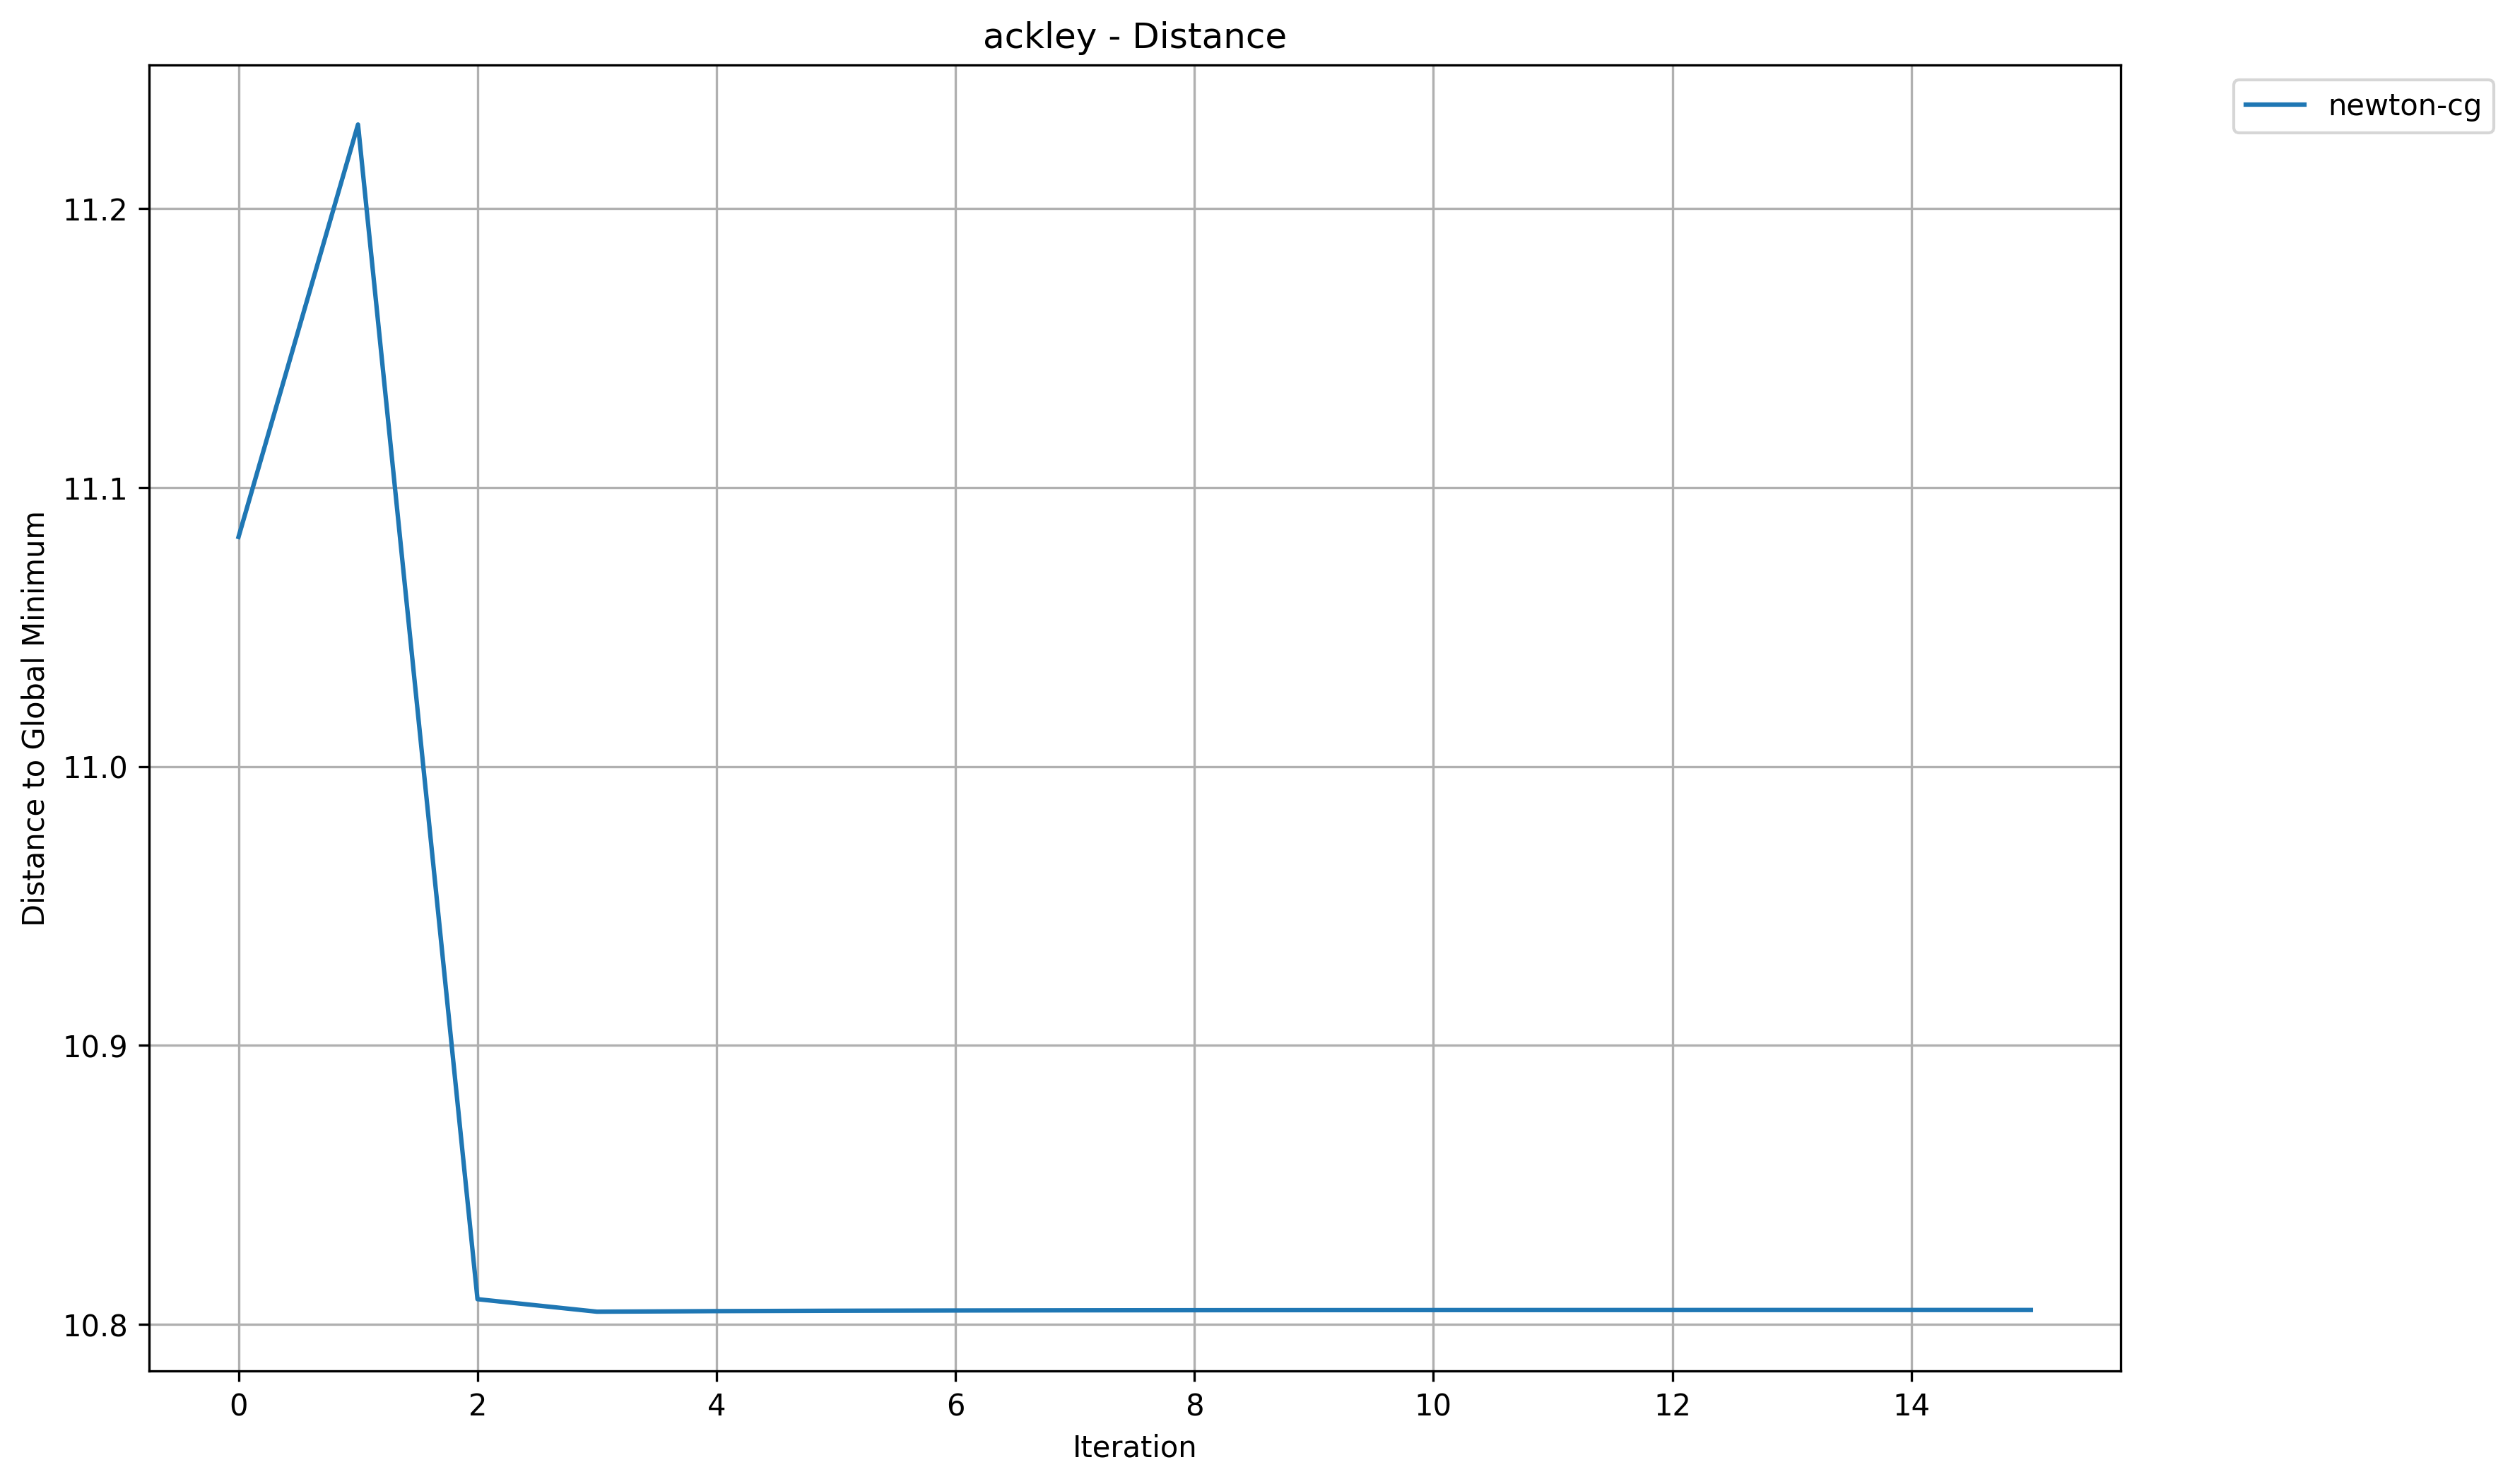 ackley - Distance
newton-cg
11.2
11.1
11.0
10.9
10.8
Distance to Global Minimum
0 2 4 6 8 10 12 14
Iteration